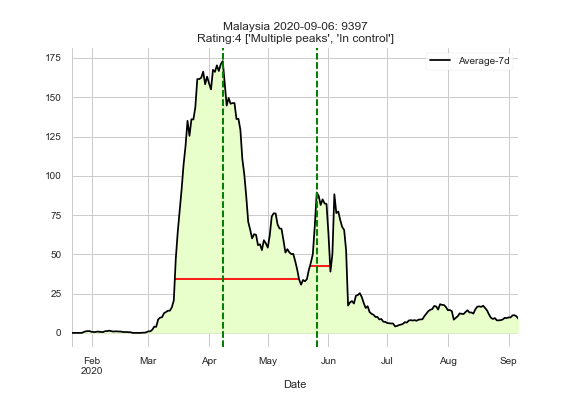 Malaysia 2020-09-06: 9397
Rating:4 ['Multiple peaks', 'In control']
Average-7d
175
150
125
100
75
50
25
0
Feb Mar Apr May Jun Jul Aug Sep
2020
Date